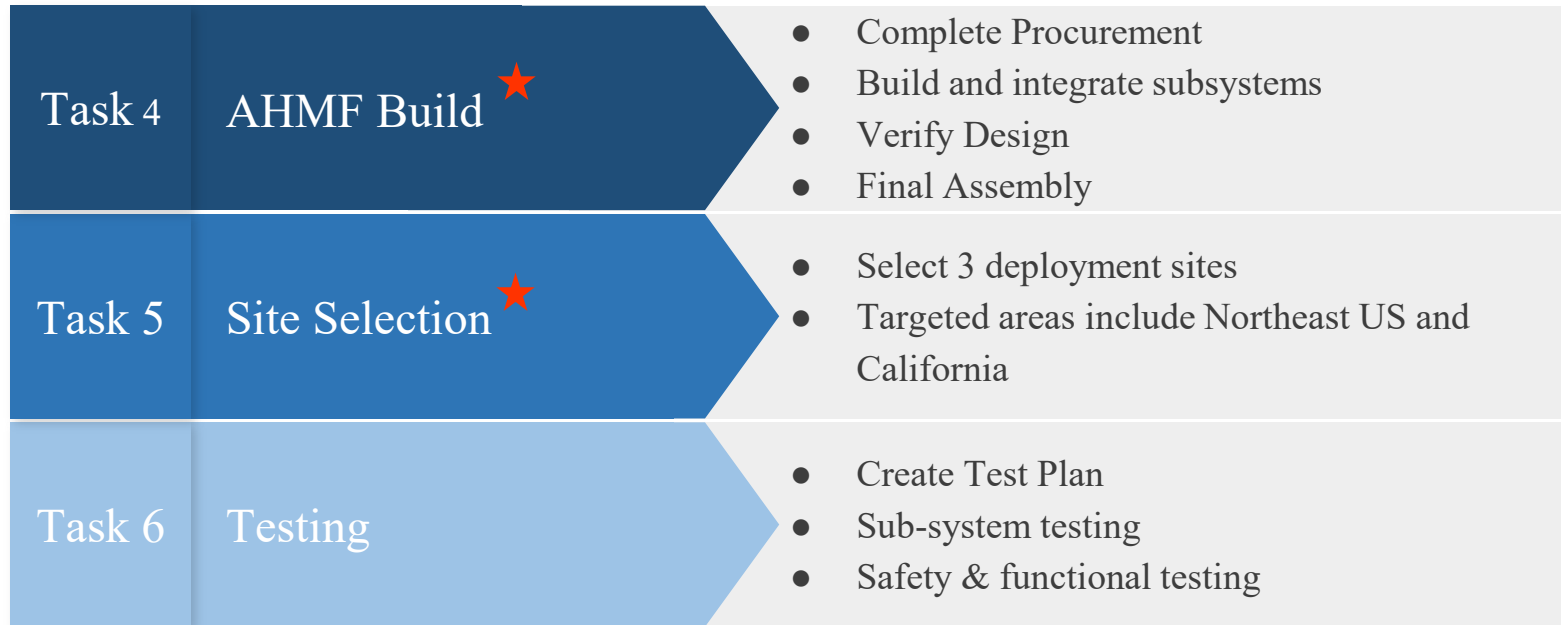 Task 4
AHMF Build
● Complete Procurement
● Build and integrate subsystems
● Verify Design
● Final Assembly
Task 5
Site Selection
● Select 3 deployment sites
● Targeted areas include Northeast US and
California
Task 6
Testing
● Create Test Plan
● Sub-system testing
● Safety & functional testing